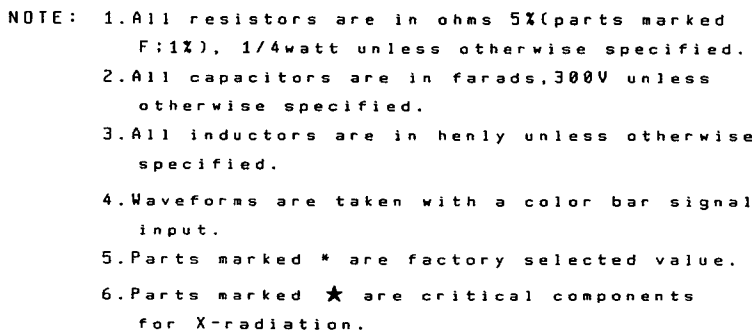 NOTE: 1.All resistors are in ohms 5%(parts marked
F:1%), 1/4watt unless otherwise specified.
2.All capacitors are in farads,300V unless
otherwise specified.
3.All inductors are in henly unless otherwise
specified.
4.Waveforms are taken with a color bar signal
input.
5.Parts marked * are factory selected value.
6.Parts marked ★ are critical components
for X-radiation.